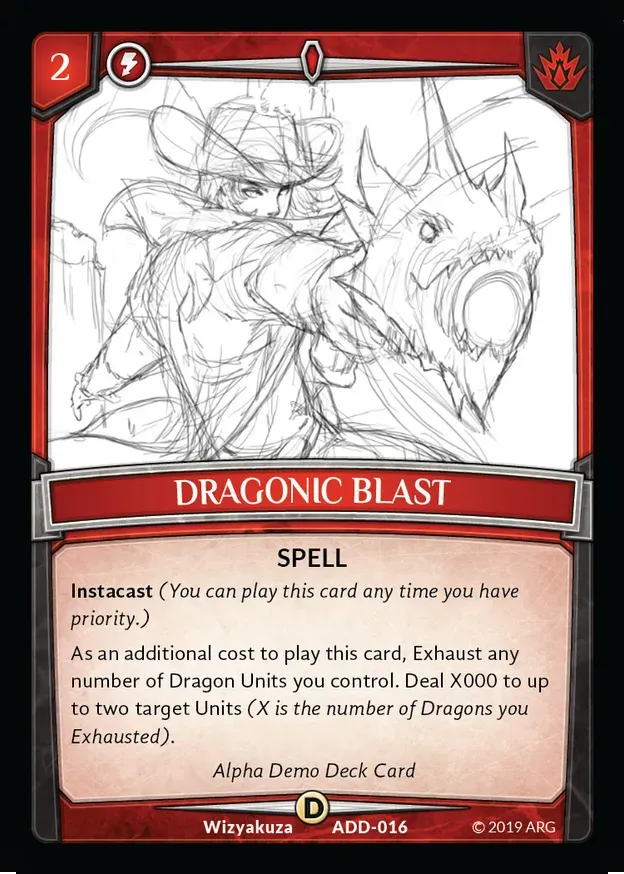 2
DRAGONIC BLAST
SPELL
Instacast (You can play this card any time you have
priority.)
As an additional cost to play this card, Exhaust any
number of Dragon Units you control. Deal X000 to up
to two target Units (X is the number of Dragons you
Exhausted).
Alpha Demo Deck Card
D
Wizyakuza ADD-016 © 2019 ARG